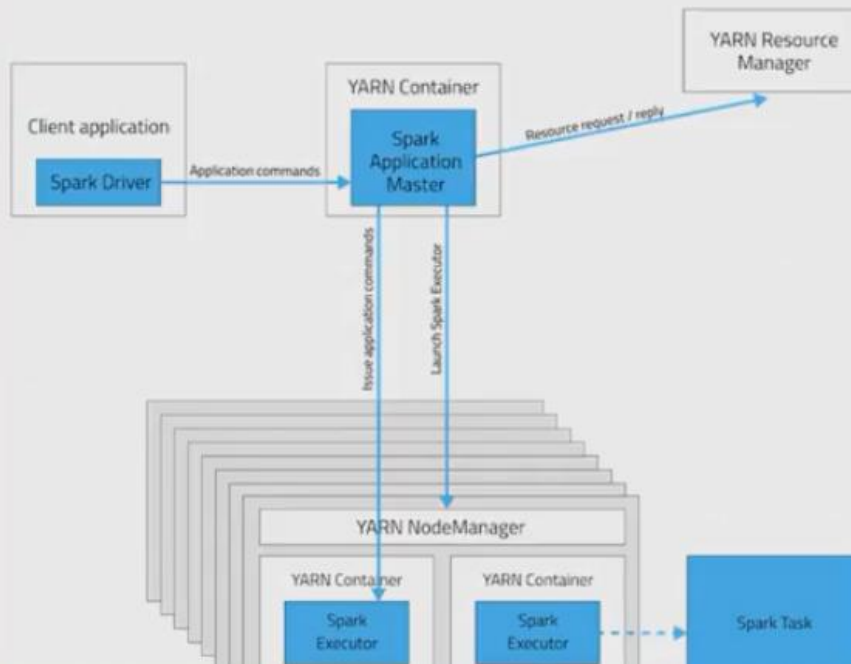 YARN Resource
Manager
YARN Container
Client application
Spark
Application
Master
Resource request / reply
Spark Driver
Application commands
Issue application commands
Launch Spark Executor
YARN NodeManager
YARN Container
YARN Container
Spark
Executor
Spark
Executor
Spark Task